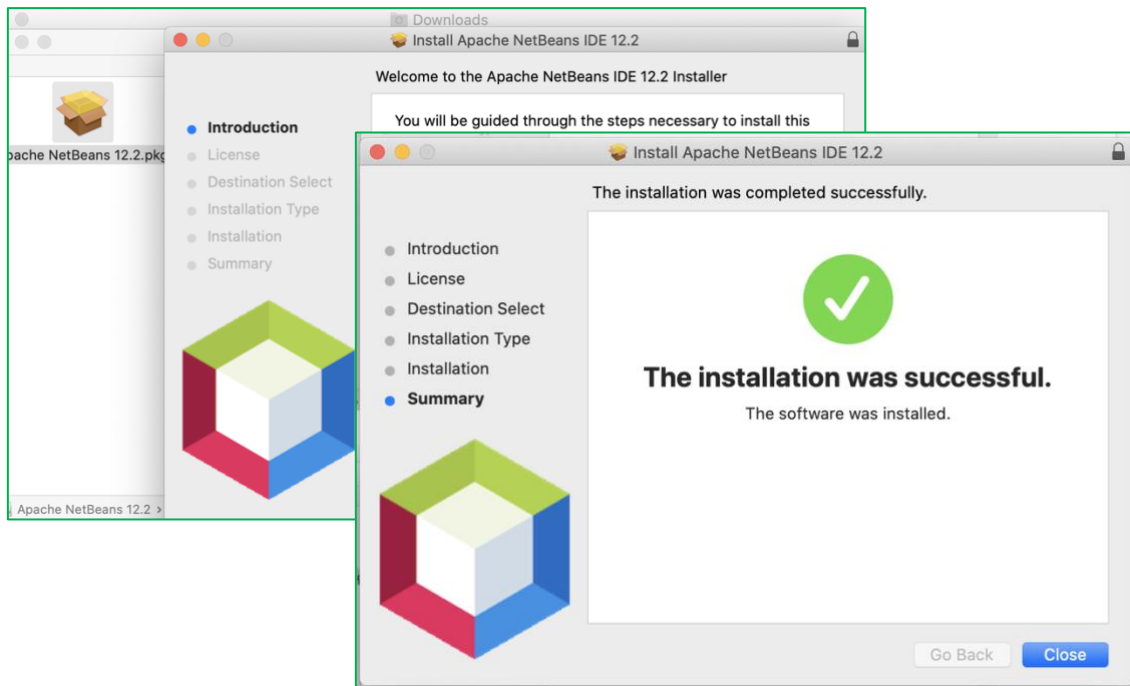 Downloads
Install Apache NetBeans IDE 12.2
Welcome to the Apache NetBeans IDE 12.2 Installer
You will be guided through the steps necessary to install this
Introduction
License
Destination Select
Installation Type
Installation
Summary
pache NetBeans 12.2.pkg
Apache NetBeans 12.2 ›
Install Apache NetBeans IDE 12.2
The installation was completed successfully.
Introduction
License
Destination Select
Installation Type
Installation
Summary
The installation was successful.
The software was installed.
Go Back
Close